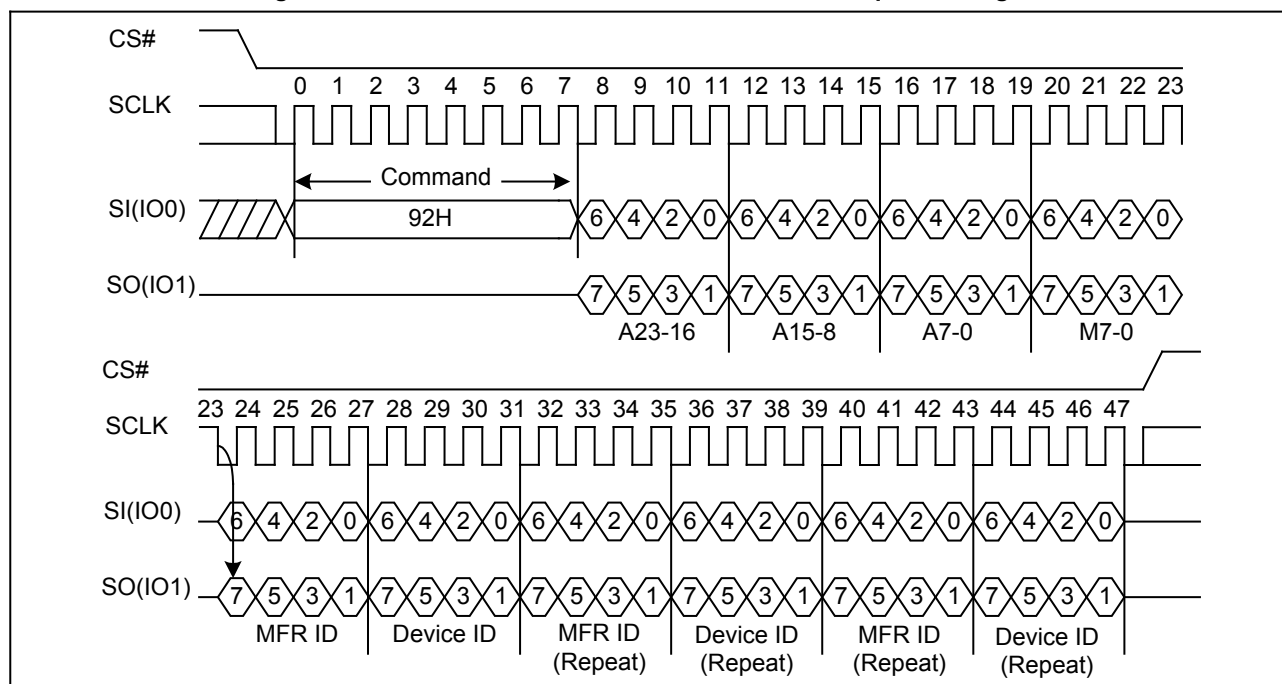 CS#
0 1 2 3 4 5 6 7 8 9 10 11 12 13 14 15 16 17 18 19 20 21 22 23
SCLK
Command
SI(IO0) 92H 6 4 2 0 6 4 2 0 6 4 2 0 6 4 2 0
SO(IO1) 7 5 3 1 7 5 3 1 7 5 3 1 7 5 3 1
A23-16 A15-8 A7-0 M7-0
CS#
23 24 25 26 27 28 29 30 31 32 33 34 35 36 37 38 39 40 41 42 43 44 45 46 47
SCLK
SI(IO0) 6 4 2 0 6 4 2 0 6 4 2 0 6 4 2 0 6 4 2 0 6 4 2 0
SO(IO1) 7 5 3 1 7 5 3 1 7 5 3 1 7 5 3 1 7 5 3 1 7 5 3 1
MFR ID Device ID MFR ID Device ID MFR ID Device ID
(Repeat) (Repeat) (Repeat) (Repeat)